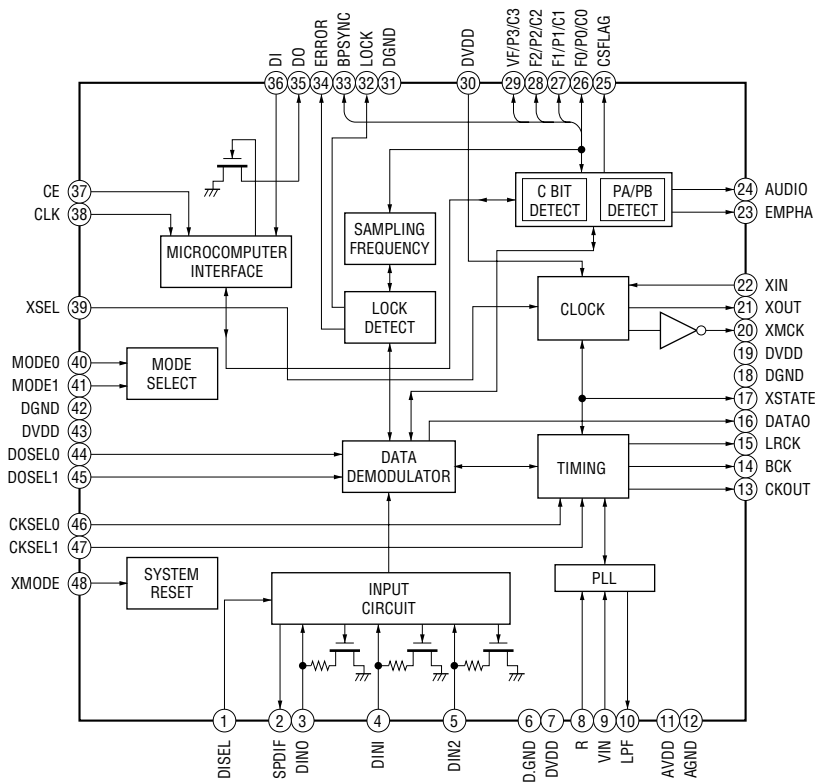 DI
DO
ERROR
BPSYNC
LOCK
DGND
DVDD
VF/P3/C3
F2/P2/C2
F1/P1/C1
F0/P0/C0
CSFLAG
36 35 34 33 32 31 30 29 28 27 26 25
CE 37
CLK 38
XSEL 39
MODE0 40
MODE1 41
DGND 42
DVDD 43
DOSEL0 44
DOSEL1 45
CKSEL0 46
CKSEL1 47
XMODE 48
MICROCOMPUTER
INTERFACE
SAMPLING
FREQUENCY
LOCK
DETECT
C BIT
DETECT
PA/PB
DETECT
CLOCK
MODE
SELECT
DATA
DEMODULATOR
TIMING
SYSTEM
RESET
INPUT
CIRCUIT
PLL
24 AUDIO
23 EMPHA
22 XIN
21 XOUT
20 XMCK
19 DVDD
18 DGND
17 XSTATE
16 DATAO
15 LRCK
14 BCK
13 CKOUT
1 2 3 4 5 6 7 8 9 10 11 12
DISEL
SPDIF
DINO
DINI
DIN2
D.GND
DVDD
R
VIN
LPF
AVDD
AGND